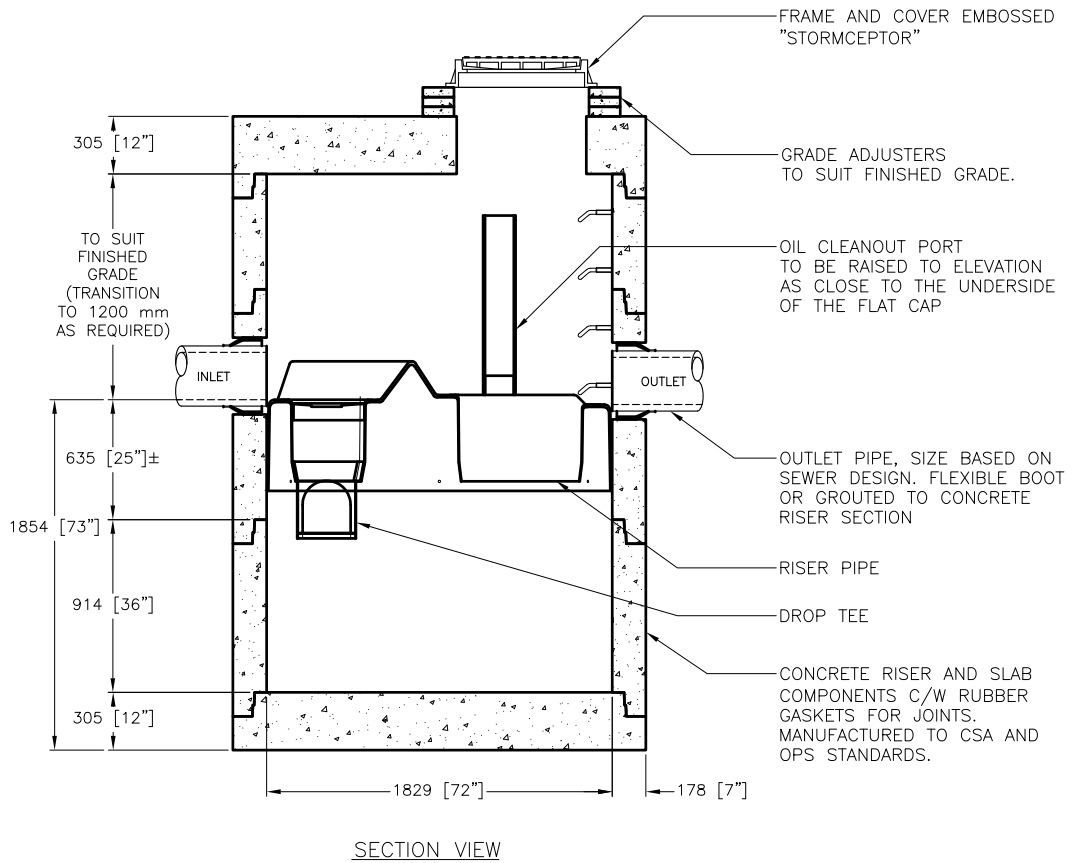 FRAME AND COVER EMBOSSED
"STORMCEPTOR"
305 [12"]
GRADE ADJUSTERS
TO SUIT FINISHED GRADE.
TO SUIT
FINISHED
GRADE
(TRANSITION
TO 1200 mm
AS REQUIRED)
OIL CLEANOUT PORT
TO BE RAISED TO ELEVATION
AS CLOSE TO THE UNDERSIDE
OF THE FLAT CAP
INLET
OUTLET
635 [25"]±
OUTLET PIPE, SIZE BASED ON
SEWER DESIGN. FLEXIBLE BOOT
OR GROUTED TO CONCRETE
RISER SECTION
1854 [73"]
RISER PIPE
914 [36"]
DROP TEE
CONCRETE RISER AND SLAB
COMPONENTS C/W RUBBER
GASKETS FOR JOINTS.
MANUFACTURED TO CSA AND
OPS STANDARDS.
305 [12"]
1829 [72"]
178 [7"]
SECTION VIEW